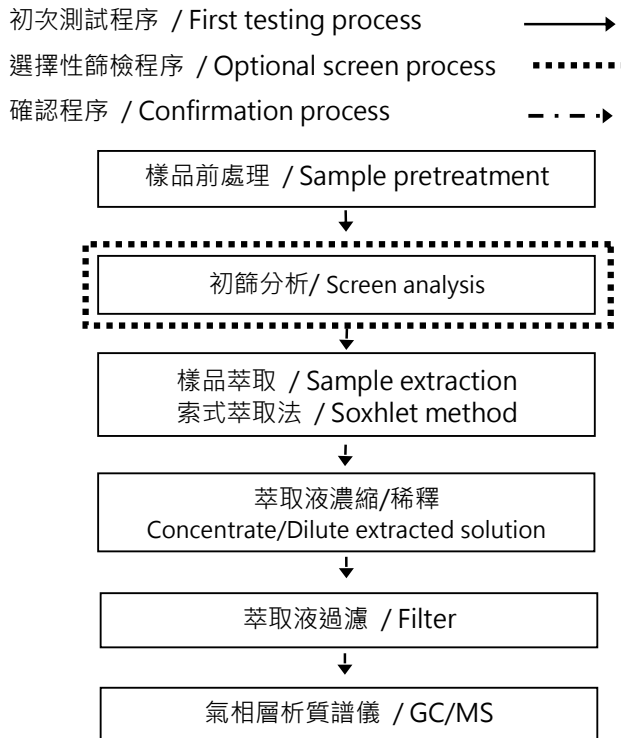 初次測試程序 / First testing process
選擇性篩檢程序 / Optional screen process
確認程序 / Confirmation process
樣品前處理 / Sample pretreatment
初篩分析/ Screen analysis
樣品萃取 / Sample extraction
索式萃取法 / Soxhlet method
萃取液濃縮/稀釋
Concentrate/Dilute extracted solution
萃取液過濾 / Filter
氣相層析質譜儀 / GC/MS